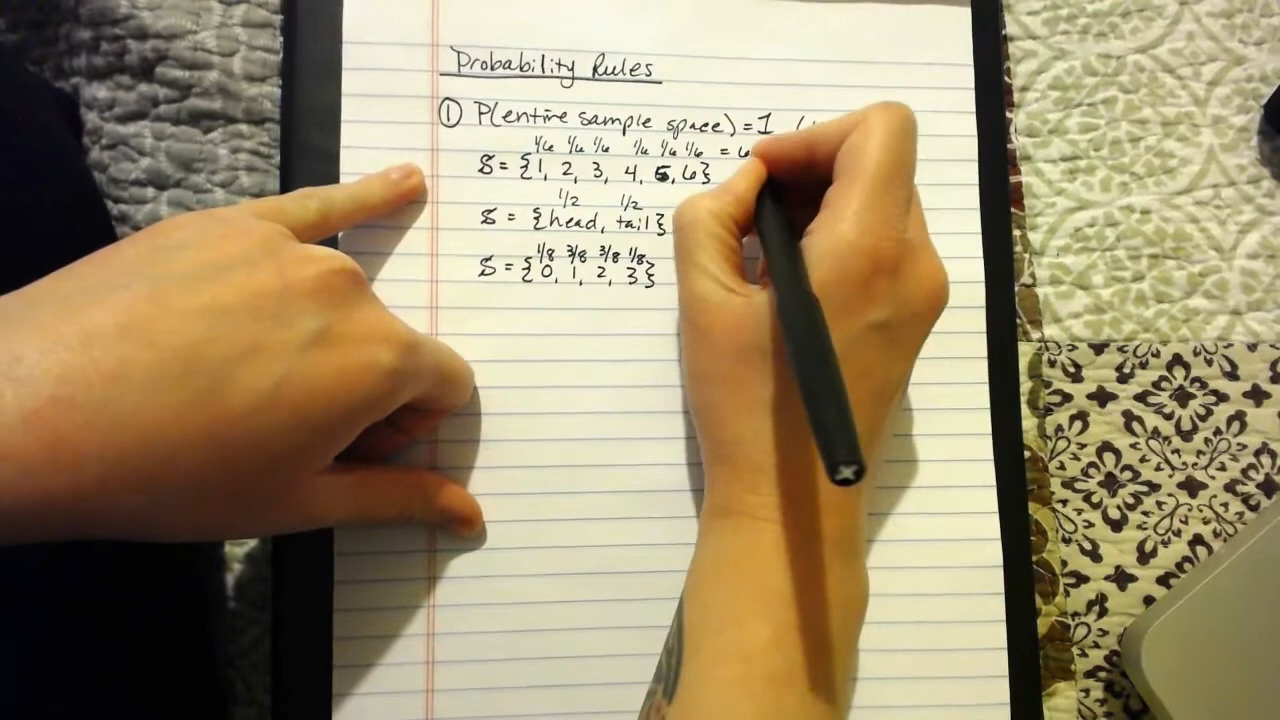 Probability Rules
① P(entire sample space) = 1
1/6 1/6 1/6 1/6 1/6 1/6 = 6
S = {1, 2, 3, 4, 5, 6}
1/2 1/2
S = {head, tail}
1/8 3/8 3/8 1/8
S = {0, 1, 2, 3}